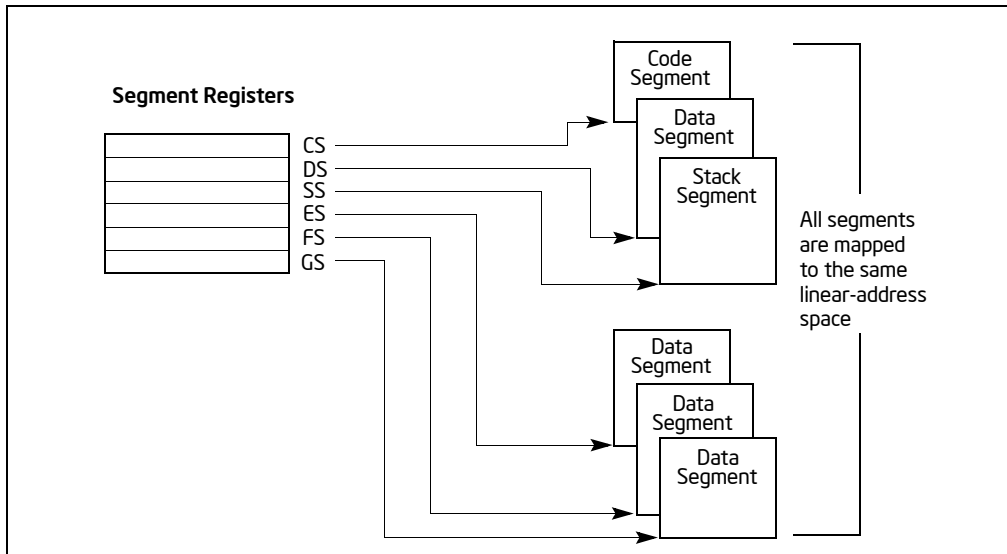 Segment Registers
CS
DS
SS
ES
FS
GS
Code
Segment
Data
Segment
Stack
Segment
Data
Segment
Data
Segment
Data
Segment
All segments
are mapped
to the same
linear-address
space